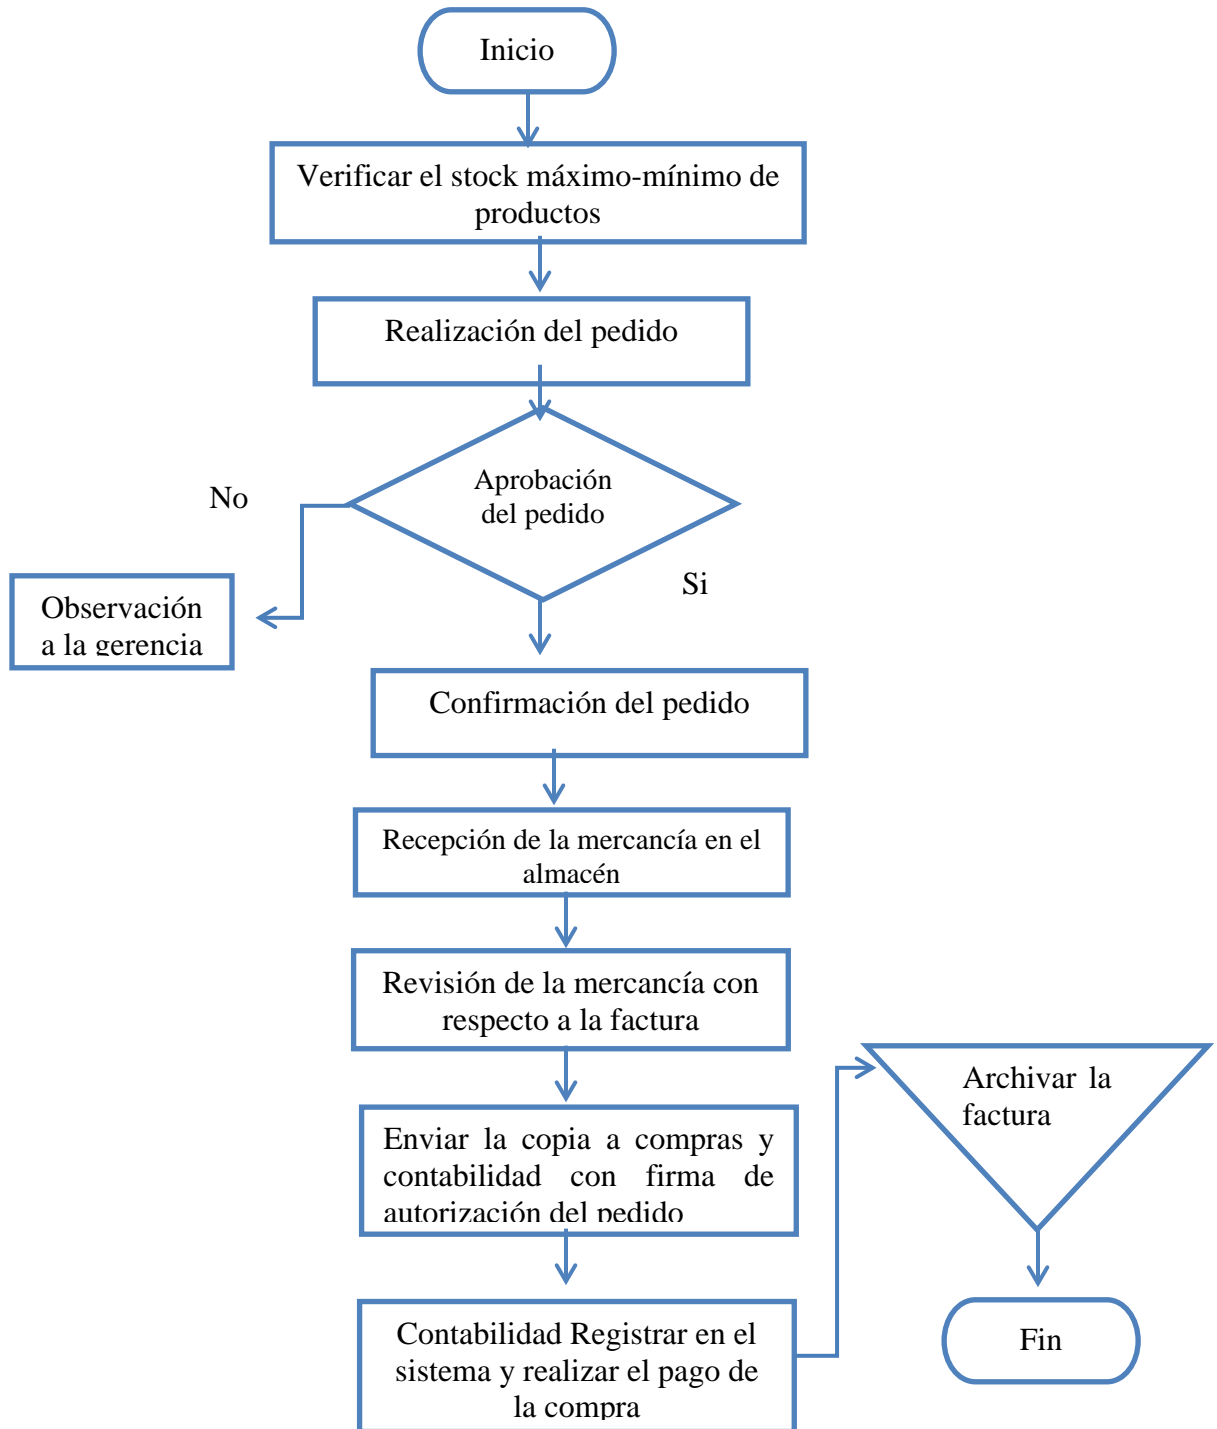 Inicio
Verificar el stock máximo-mínimo de
productos
Realización del pedido
Aprobación
del pedido
No
Si
Observación
a la gerencia
Confirmación del pedido
Recepción de la mercancía en el
almacén
Revisión de la mercancía con
respecto a la factura
Enviar la copia a compras y
contabilidad con firma de
autorización del pedido
Contabilidad Registrar en el
sistema y realizar el pago de
la compra
Archivar la
factura
Fin